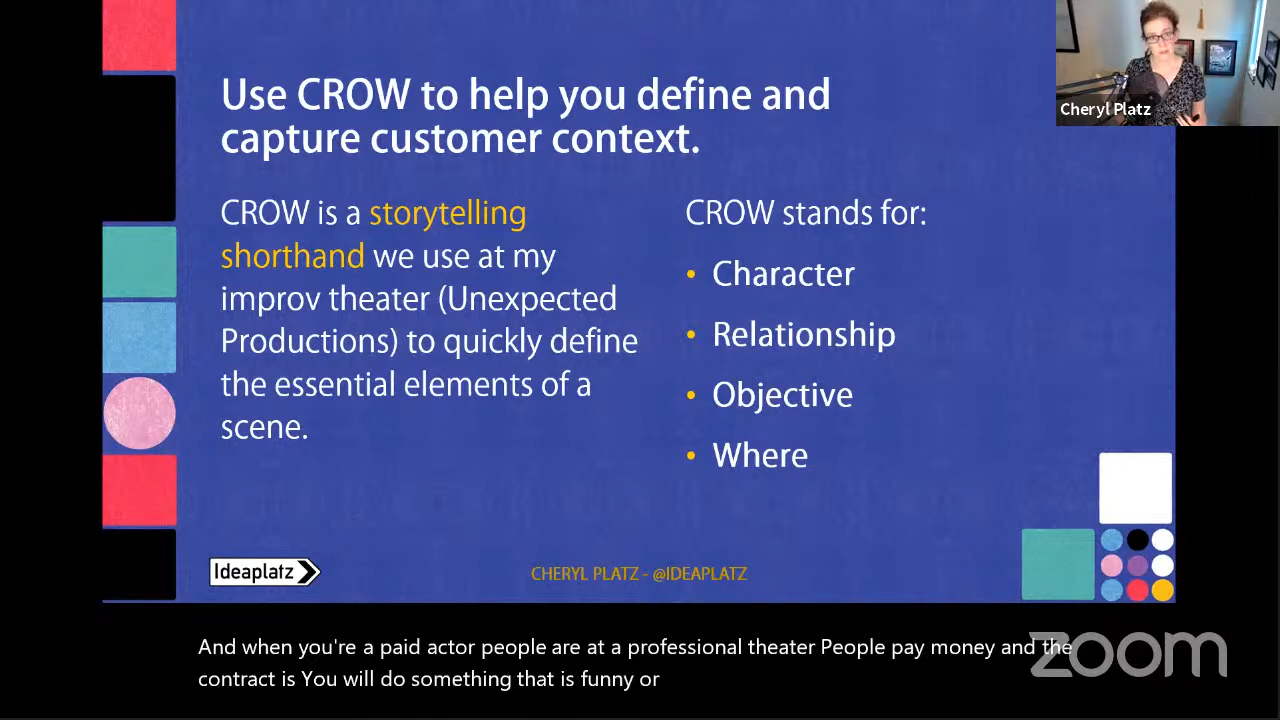 Use CROW to help you define and
capture customer context.
CROW is a storytelling
shorthand we use at my
improv theater (Unexpected
Productions) to quickly define
the essential elements of a
scene.
CROW stands for:
• Character
• Relationship
• Objective
• Where
Cheryl Platz
Ideaplatz
CHERYL PLATZ - @IDEAPLATZ
And when you're a paid actor people are at a professional theater People pay money and the
contract is You will do something that is funny or
zoom